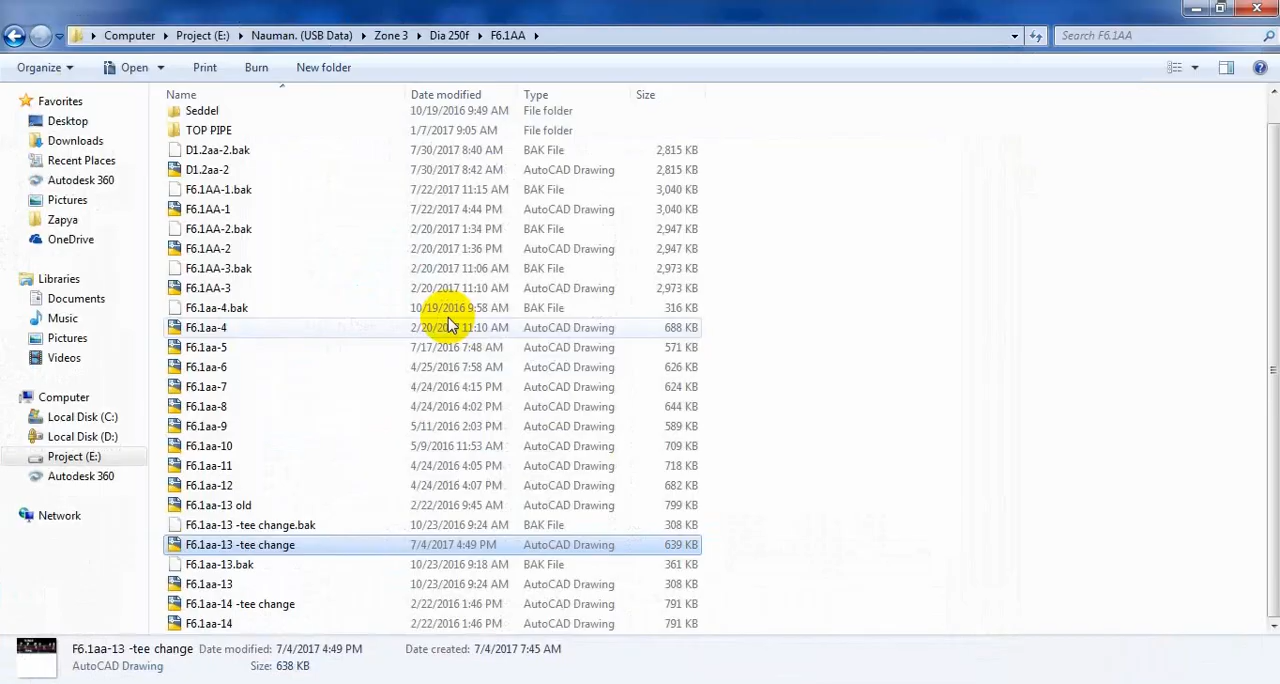 Computer Project (E:) Nauman. (USB Data) Zone 3 Dia 250f F6.1AA Search F6.1AA
Organize Open Print Burn New folder
Name Date modified Type Size
Favorites
Desktop
Downloads
Recent Places
Autodesk 360
Pictures
Zapya
OneDrive
Libraries
Documents
Music
Pictures
Videos
Computer
Local Disk (C:)
Local Disk (D:)
Project (E:)
Autodesk 360
Network
Seddel 10/19/2016 9:49 AM File folder
TOP PIPE 1/7/2017 9:05 AM File folder
D1.2aa-2.bak 7/30/2017 8:40 AM BAK File 2,815 KB
D1.2aa-2 7/30/2017 8:42 AM AutoCAD Drawing 2,815 KB
F6.1AA-1.bak 7/22/2017 11:15 AM BAK File 3,040 KB
F6.1AA-1 7/22/2017 4:44 PM AutoCAD Drawing 3,040 KB
F6.1AA-2.bak 2/20/2017 1:34 PM BAK File 2,947 KB
F6.1AA-2 2/20/2017 1:36 PM AutoCAD Drawing 2,947 KB
F6.1AA-3.bak 2/20/2017 11:06 AM BAK File 2,973 KB
F6.1AA-3 2/20/2017 11:10 AM AutoCAD Drawing 2,973 KB
F6.1aa-4.bak 10/19/2016 9:58 AM BAK File 316 KB
F6.1aa-4 11:10 AM AutoCAD Drawing 688 KB
F6.1aa-5 7/17/2016 7:48 AM AutoCAD Drawing 571 KB
F6.1aa-6 4/25/2016 7:58 AM AutoCAD Drawing 626 KB
F6.1aa-7 4/24/2016 4:15 PM AutoCAD Drawing 624 KB
F6.1aa-8 4/24/2016 4:02 PM AutoCAD Drawing 644 KB
F6.1aa-9 5/11/2016 2:03 PM AutoCAD Drawing 589 KB
F6.1aa-10 5/9/2016 11:53 AM AutoCAD Drawing 709 KB
F6.1aa-11 4/24/2016 4:05 PM AutoCAD Drawing 718 KB
F6.1aa-12 4/24/2016 4:07 PM AutoCAD Drawing 682 KB
F6.1aa-13 old 2/22/2016 9:45 AM AutoCAD Drawing 799 KB
F6.1aa-13 -tee change.bak 10/23/2016 9:24 AM BAK File 308 KB
F6.1aa-13 -tee change 7/4/2017 4:49 PM AutoCAD Drawing 639 KB
F6.1aa-13.bak 10/23/2016 9:18 AM BAK File 361 KB
F6.1aa-13 10/23/2016 9:24 AM AutoCAD Drawing 308 KB
F6.1aa-14 -tee change 2/22/2016 1:46 PM AutoCAD Drawing 791 KB
F6.1aa-14 2/22/2016 1:46 PM AutoCAD Drawing 791 KB
F6.1aa-13 -tee change Date modified: 7/4/2017 4:49 PM Date created: 7/4/2017 7:45 AM
AutoCAD Drawing Size: 638 KB